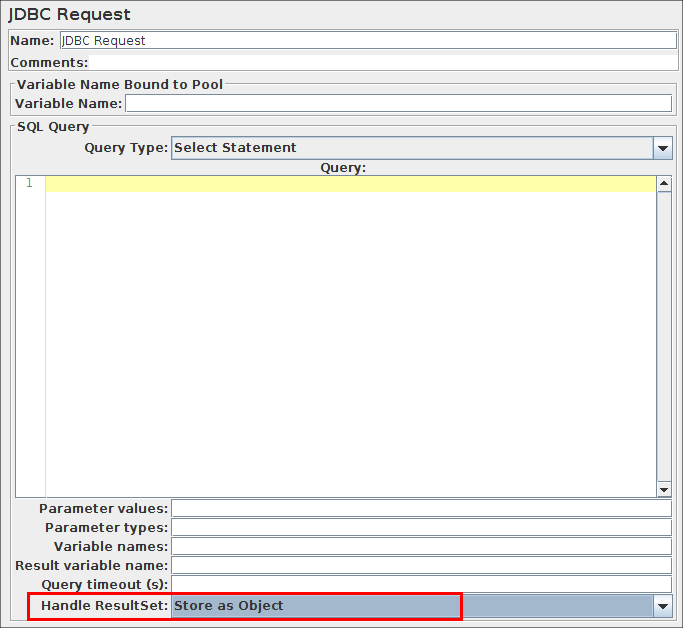 JDBC Request
Name: JDBC Request
Comments:
Variable Name Bound to Pool
Variable Name:
SQL Query
Query Type: Select Statement
Query:
1
Parameter values:
Parameter types:
Variable names:
Result variable name:
Query timeout (s):
Handle ResultSet: Store as Object